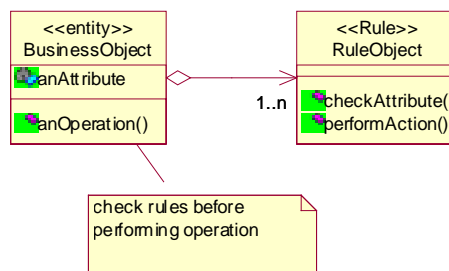 <<entity>>
BusinessObject
anAttribute
anOperation()
<<Rule>>
RuleObject
checkAttribute(
performAction()
1..n
check rules before
performing operation